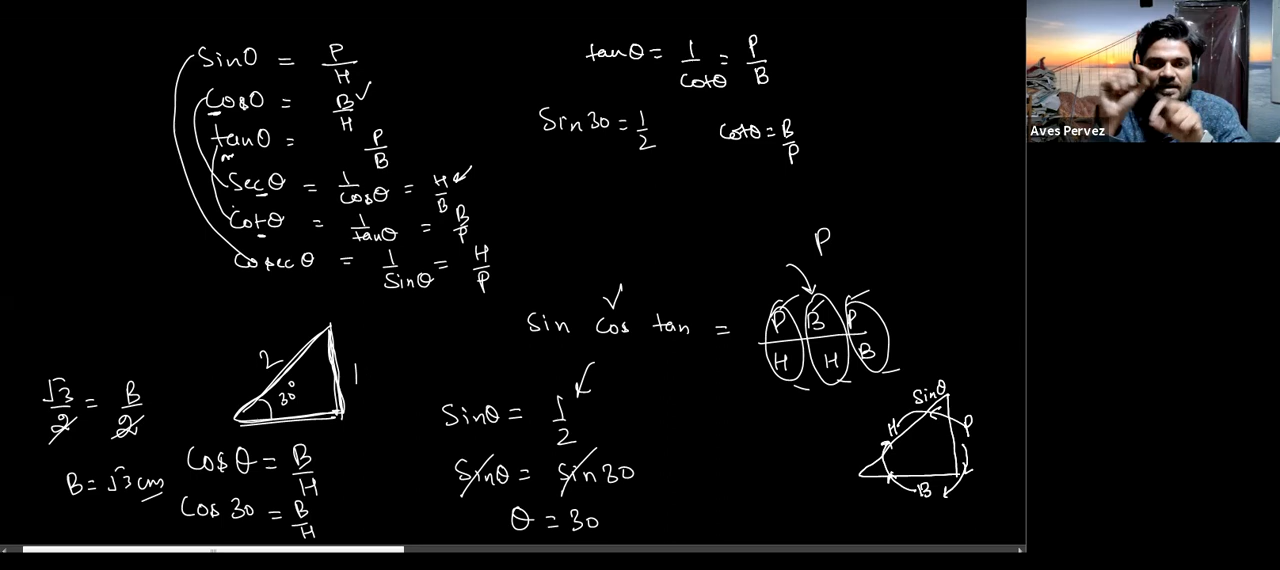 Sinθ = P/H
Cosθ = B/H ✓
tanθ = P/B
Secθ = 1/Cosθ = H/B ✓
Cotθ = 1/tanθ = B/P
Cosecθ = 1/Sinθ = H/P
tanθ = 1/Cotθ = P/B
Sin30 = 1/2
Cotθ = B/P
Aves Pervez
P
Sin Cos tan = P/H B/H P/B
2
30°
1
√3/2 = B/2
B = √3 cm
Cosθ = B/H
Cos 30 = B/H
Sinθ = 1/2
Sinθ = Sin30
θ = 30
Sinθ
H
P
B